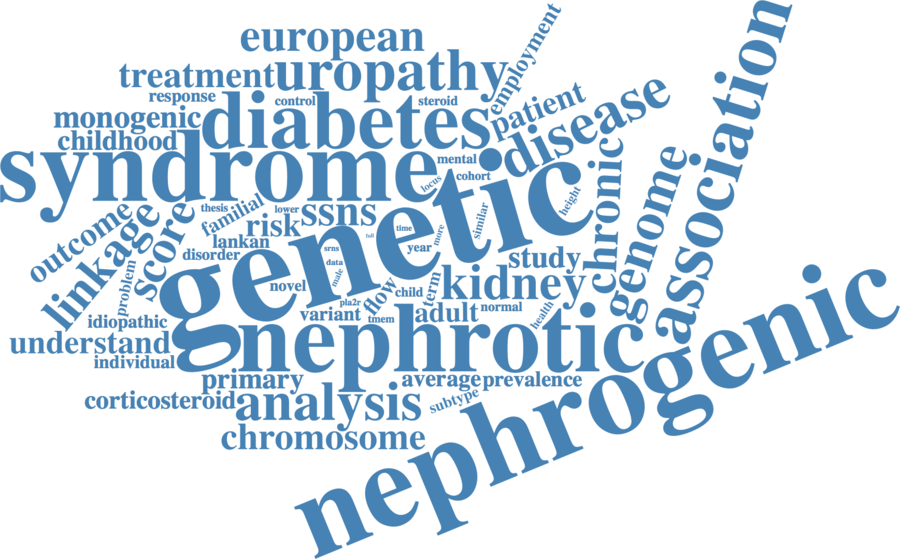 european
employment
association
treatment
uropathy
response
control
steroid
patient
monogenic
diabetes
disease
childhood
syndrome
mental
cohort
locus
genetic
height
chronic
genome
outcome
linkage
score
thesis
familial
lower
ssns
risk
full
time
more
similar
lankan
year
study
disorder
srns
data
male
problem
novel
flow
child
term
kidney
pla2r
variant
tmem
adult
normal
health
idiopathic
nephrotic
understand
individual
nephrogenic
primary
average
prevalence
corticosteroid
analysis
subtype
chromosome